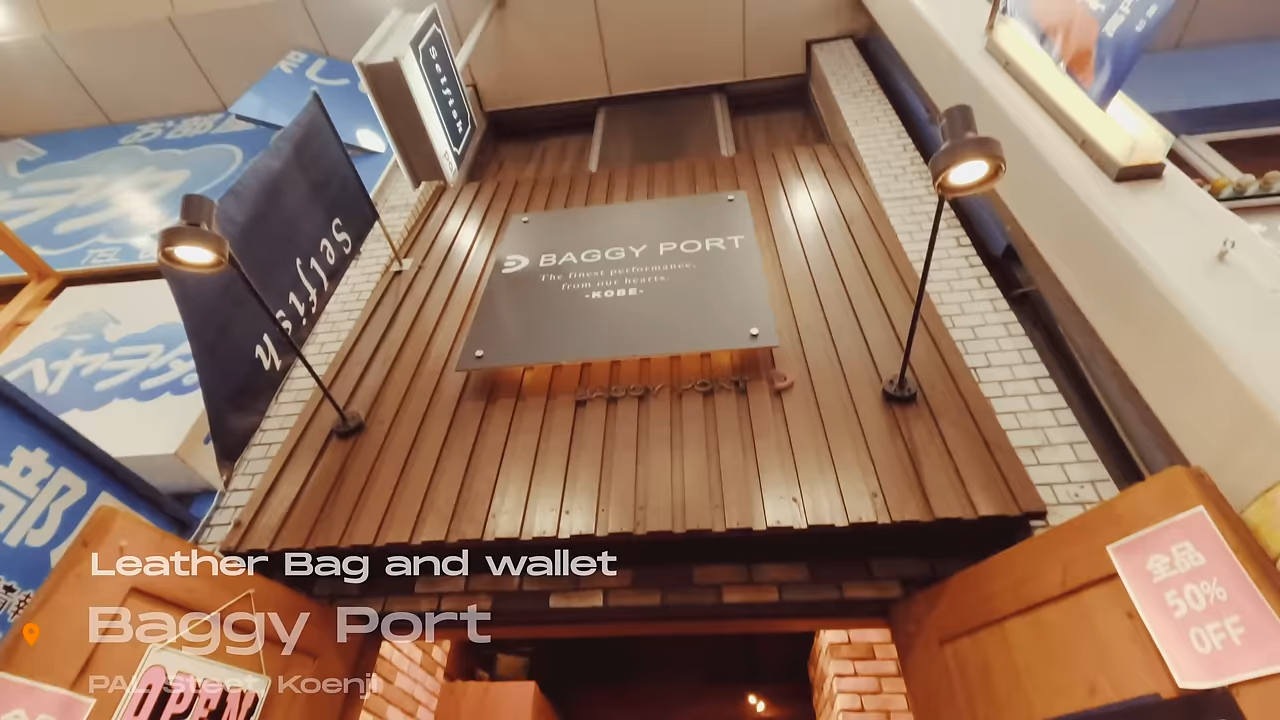 Selfish
Selfish
BAGGY PORT
The finest performance,
from our hearts.
-KOBE-
BAGGY PORT
Leather Bag and wallet
Baggy Port
PAL Steet, Koenji
OPEN
全品
50%
OFF
部